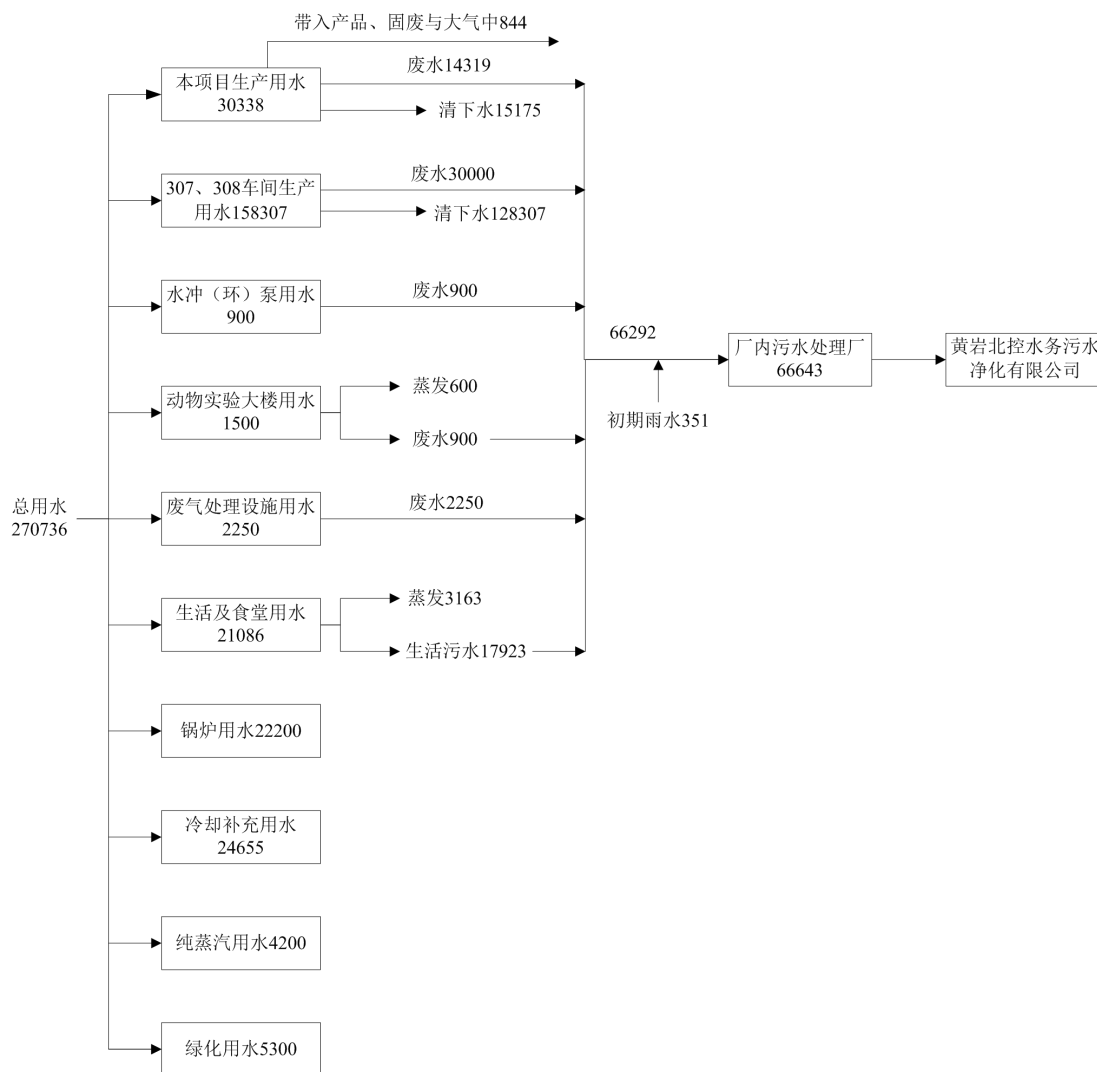 带入产品、固废与大气中844
本项目生产用水
30338
废水14319
清下水15175
307、308车间生产
用水158307
废水30000
清下水128307
水冲（环）泵用水
900
废水900
66292
厂内污水处理厂
66643
黄岩北控水务污水
净化有限公司
初期雨水351
动物实验大楼用水
1500
蒸发600
废水900
总用水
270736
废气处理设施用水
2250
废水2250
生活及食堂用水
21086
蒸发3163
生活污水17923
锅炉用水22200
冷却补充用水
24655
纯蒸汽用水4200
绿化用水5300